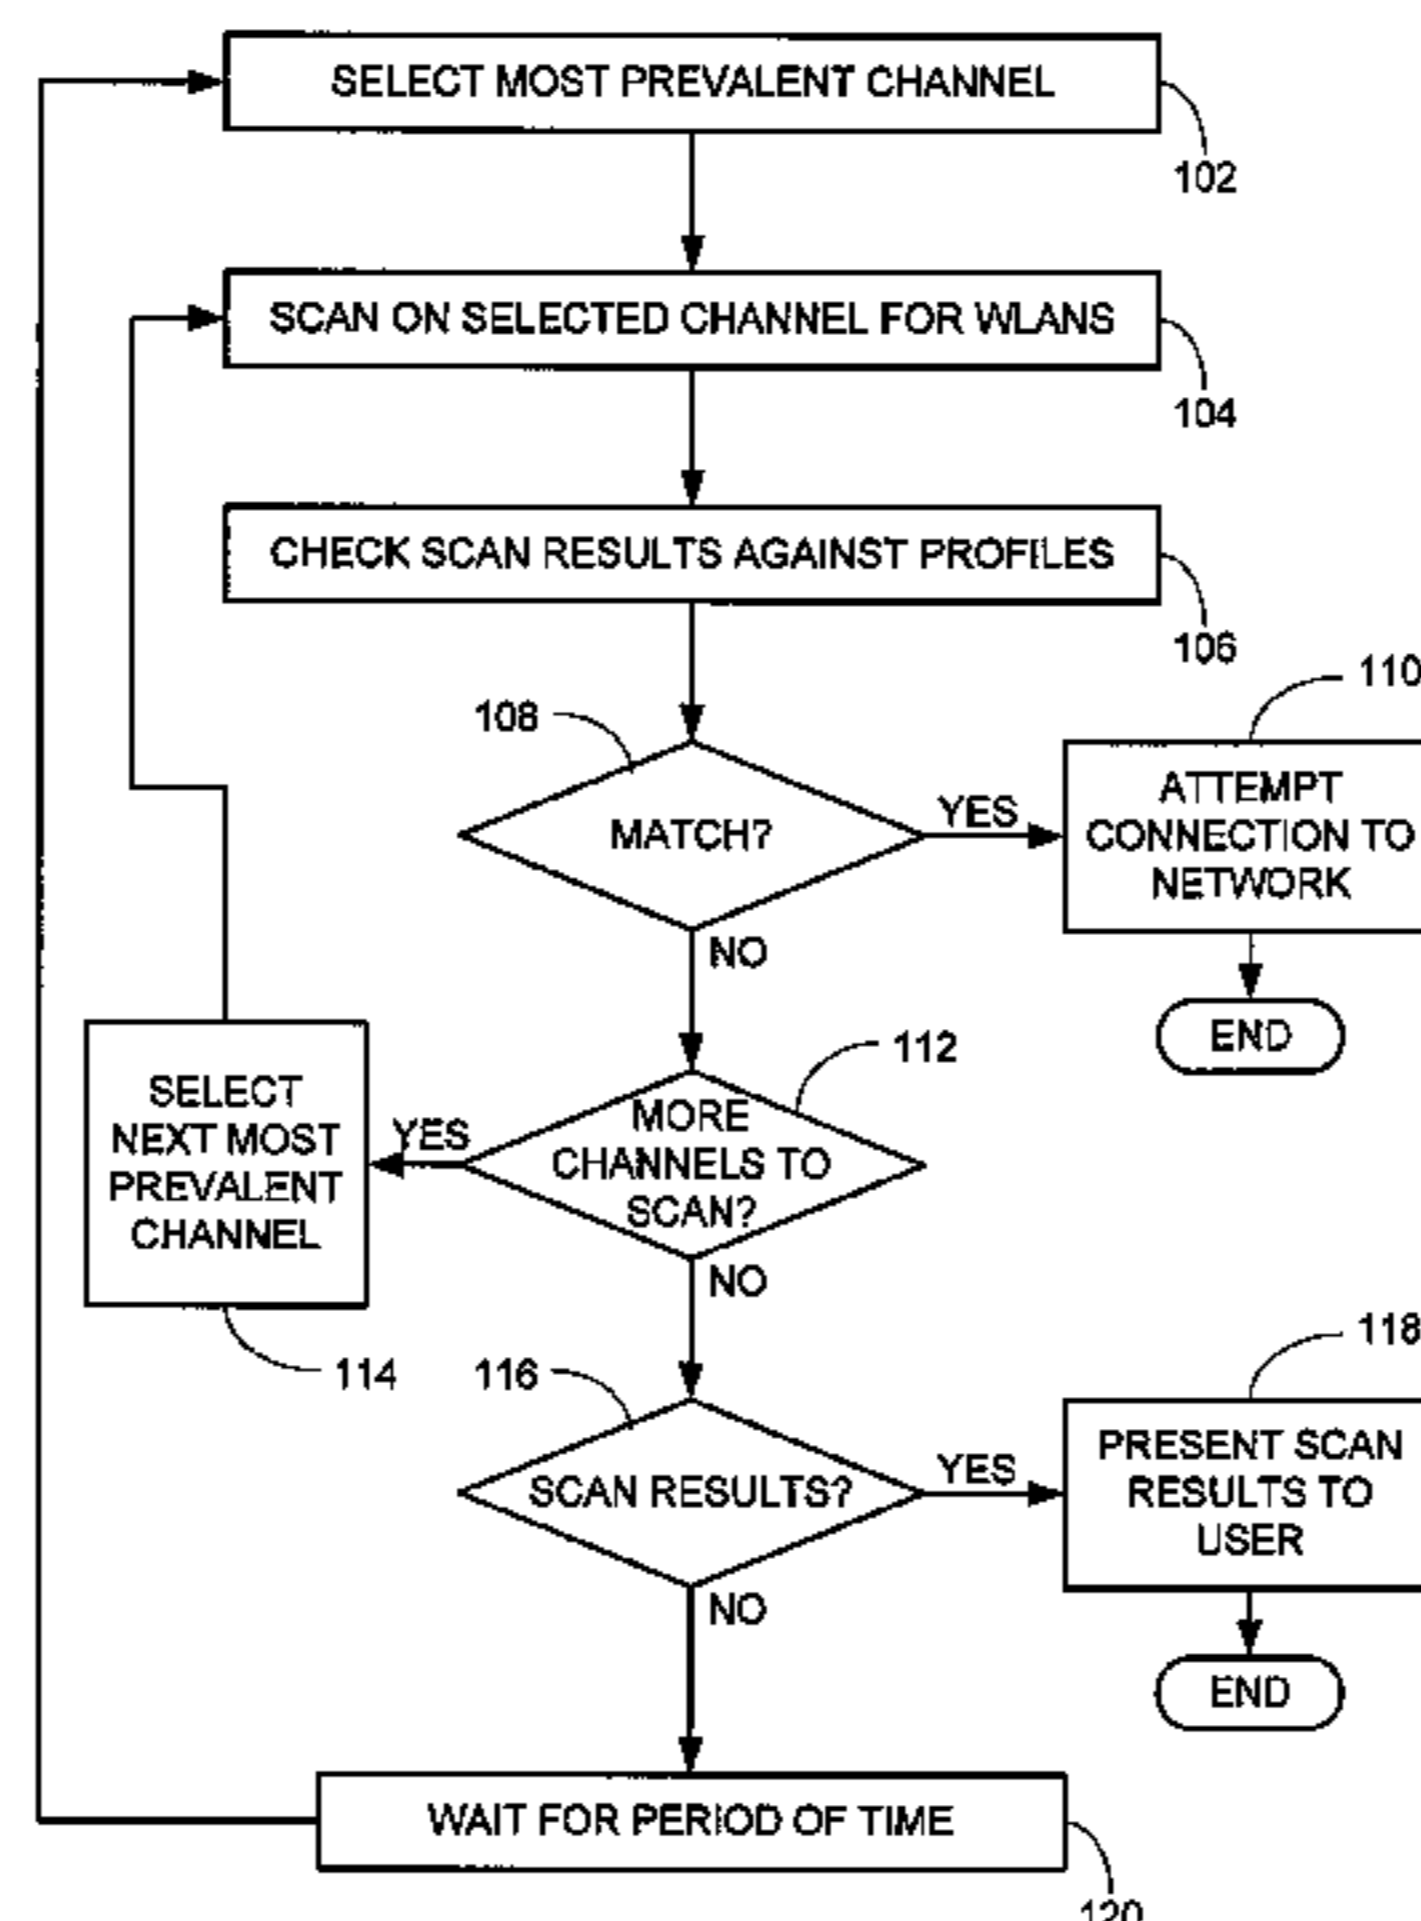 SELECT MOST PREVALENT CHANNEL
102
SCAN ON SELECTED CHANNEL FOR WLANS
104
CHECK SCAN RESULTS AGAINST PROFILES
106
108
MATCH?
YES
110
ATTEMPT
CONNECTION TO
NETWORK
NO
END
112
MORE
CHANNELS TO
SCAN?
YES
SELECT
NEXT MOST
PREVALENT
CHANNEL
114
NO
116
SCAN RESULTS?
YES
118
PRESENT SCAN
RESULTS TO
USER
NO
END
WAIT FOR PERIOD OF TIME
120